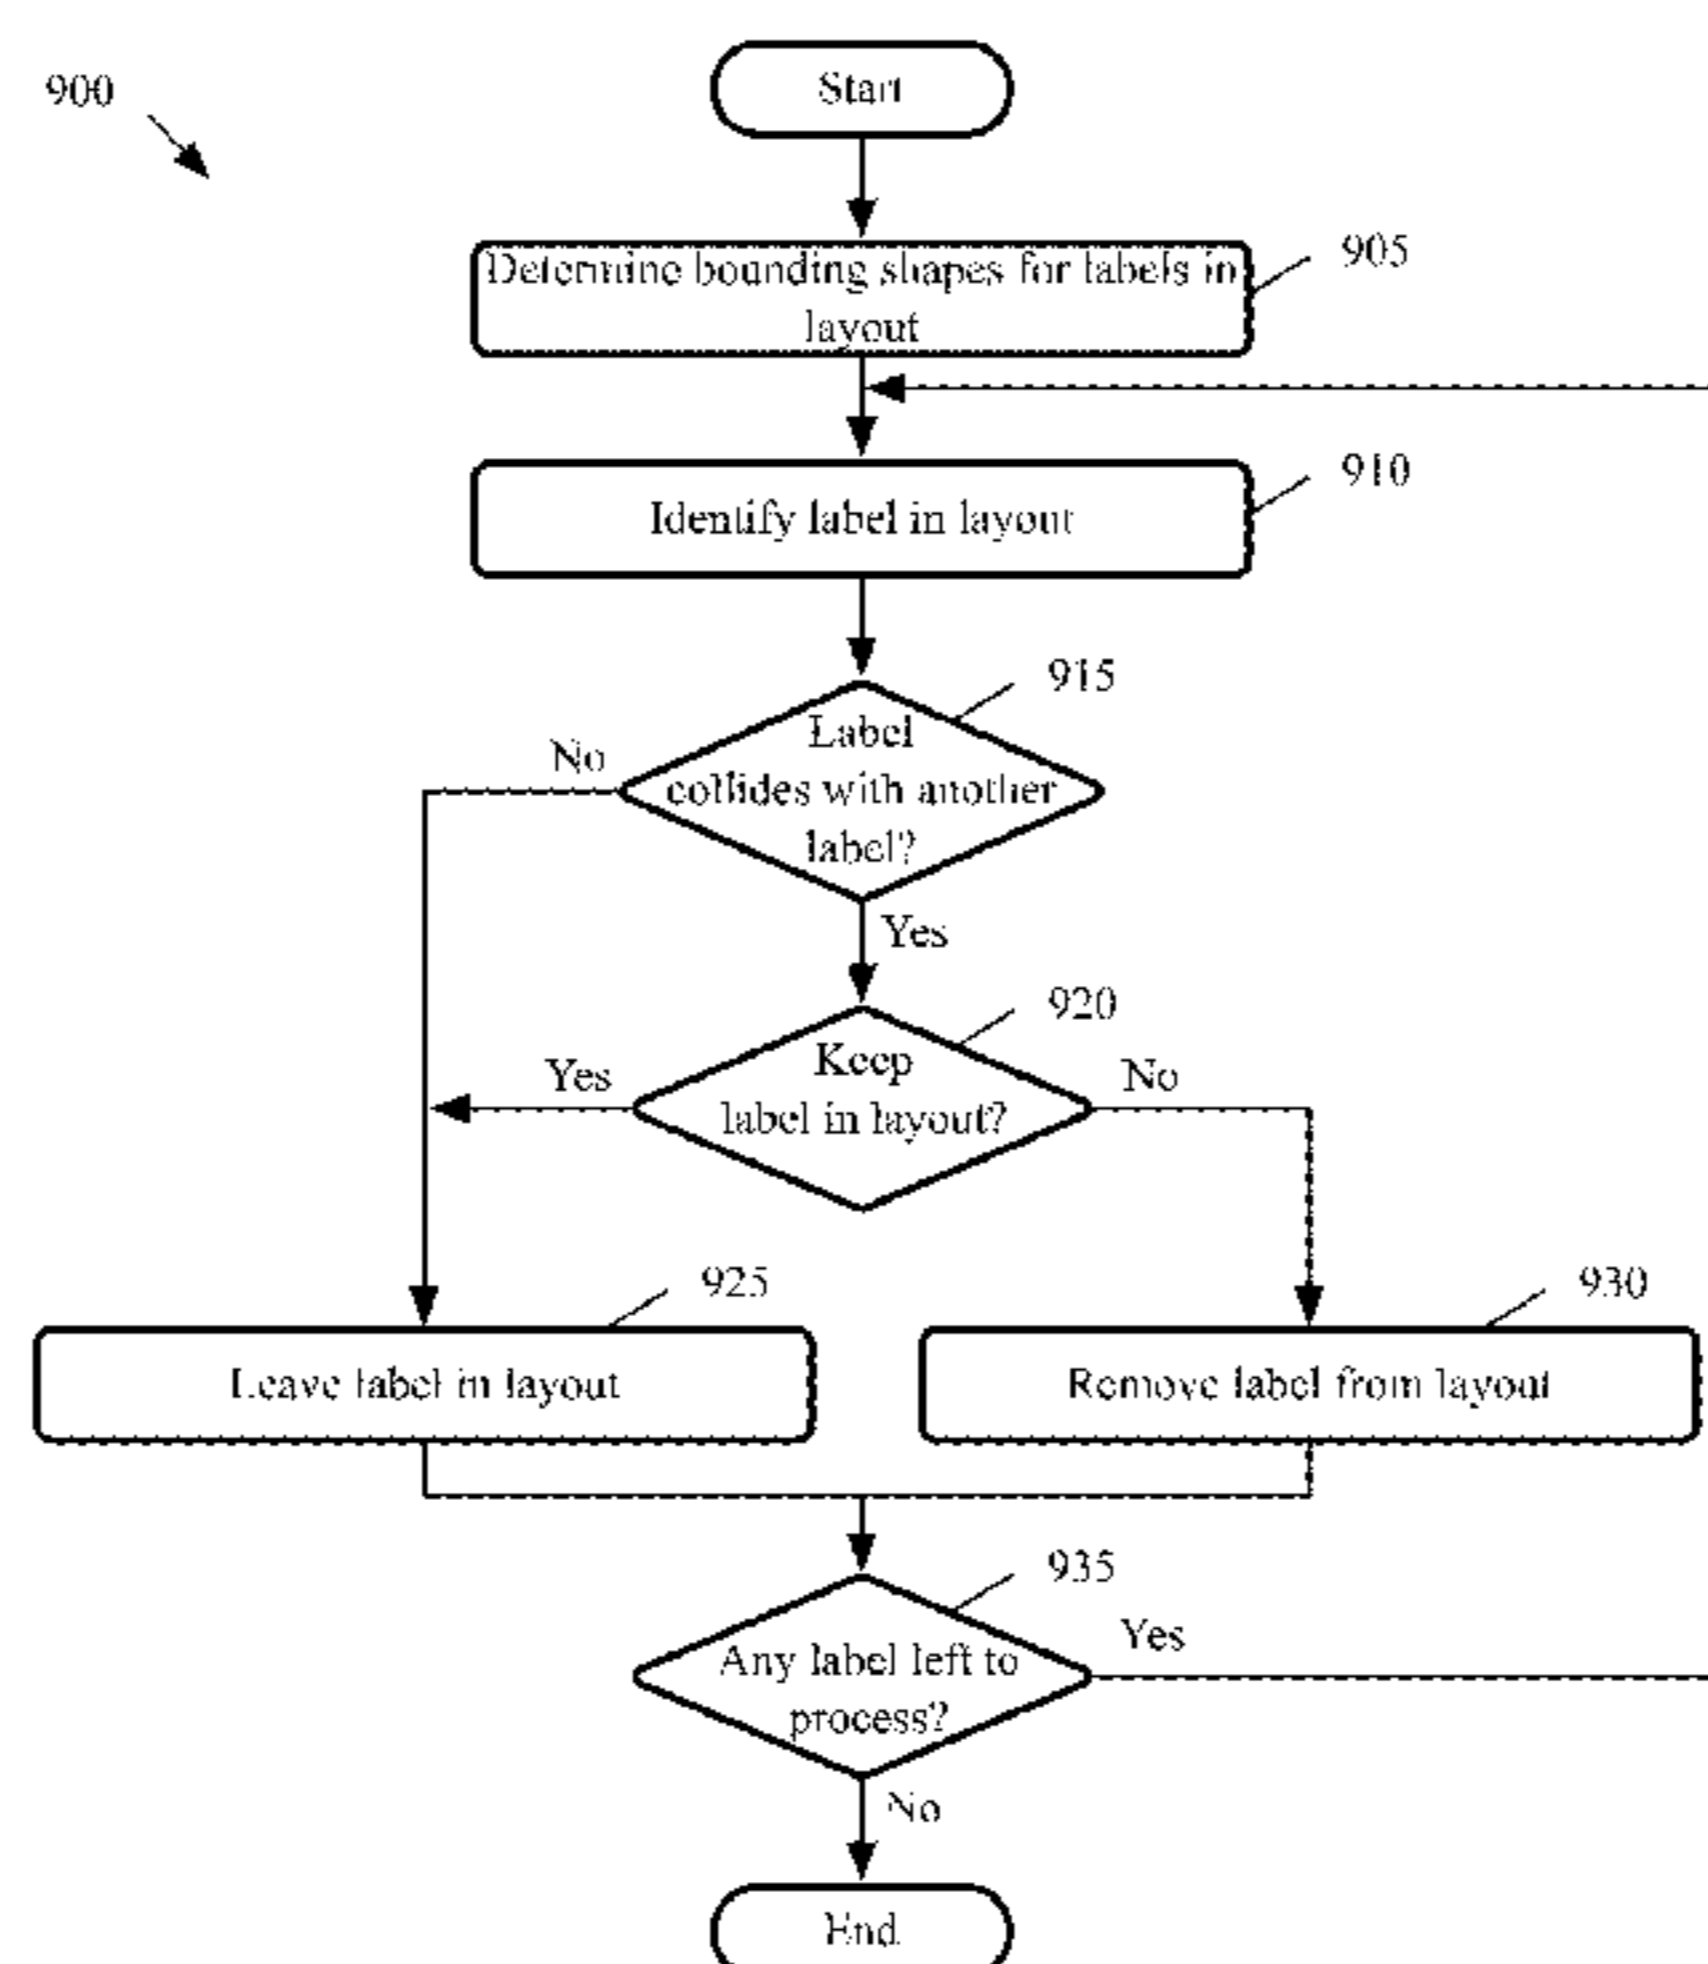 900
Start
Determine bounding shapes for labels in
layout
905
Identify label in layout
910
915
Label
collides with another
label?
No
Yes
920
Keep
label in layout?
Yes
No
925
Leave label in layout
930
Remove label from layout
935
Any label left to
process?
Yes
No
End